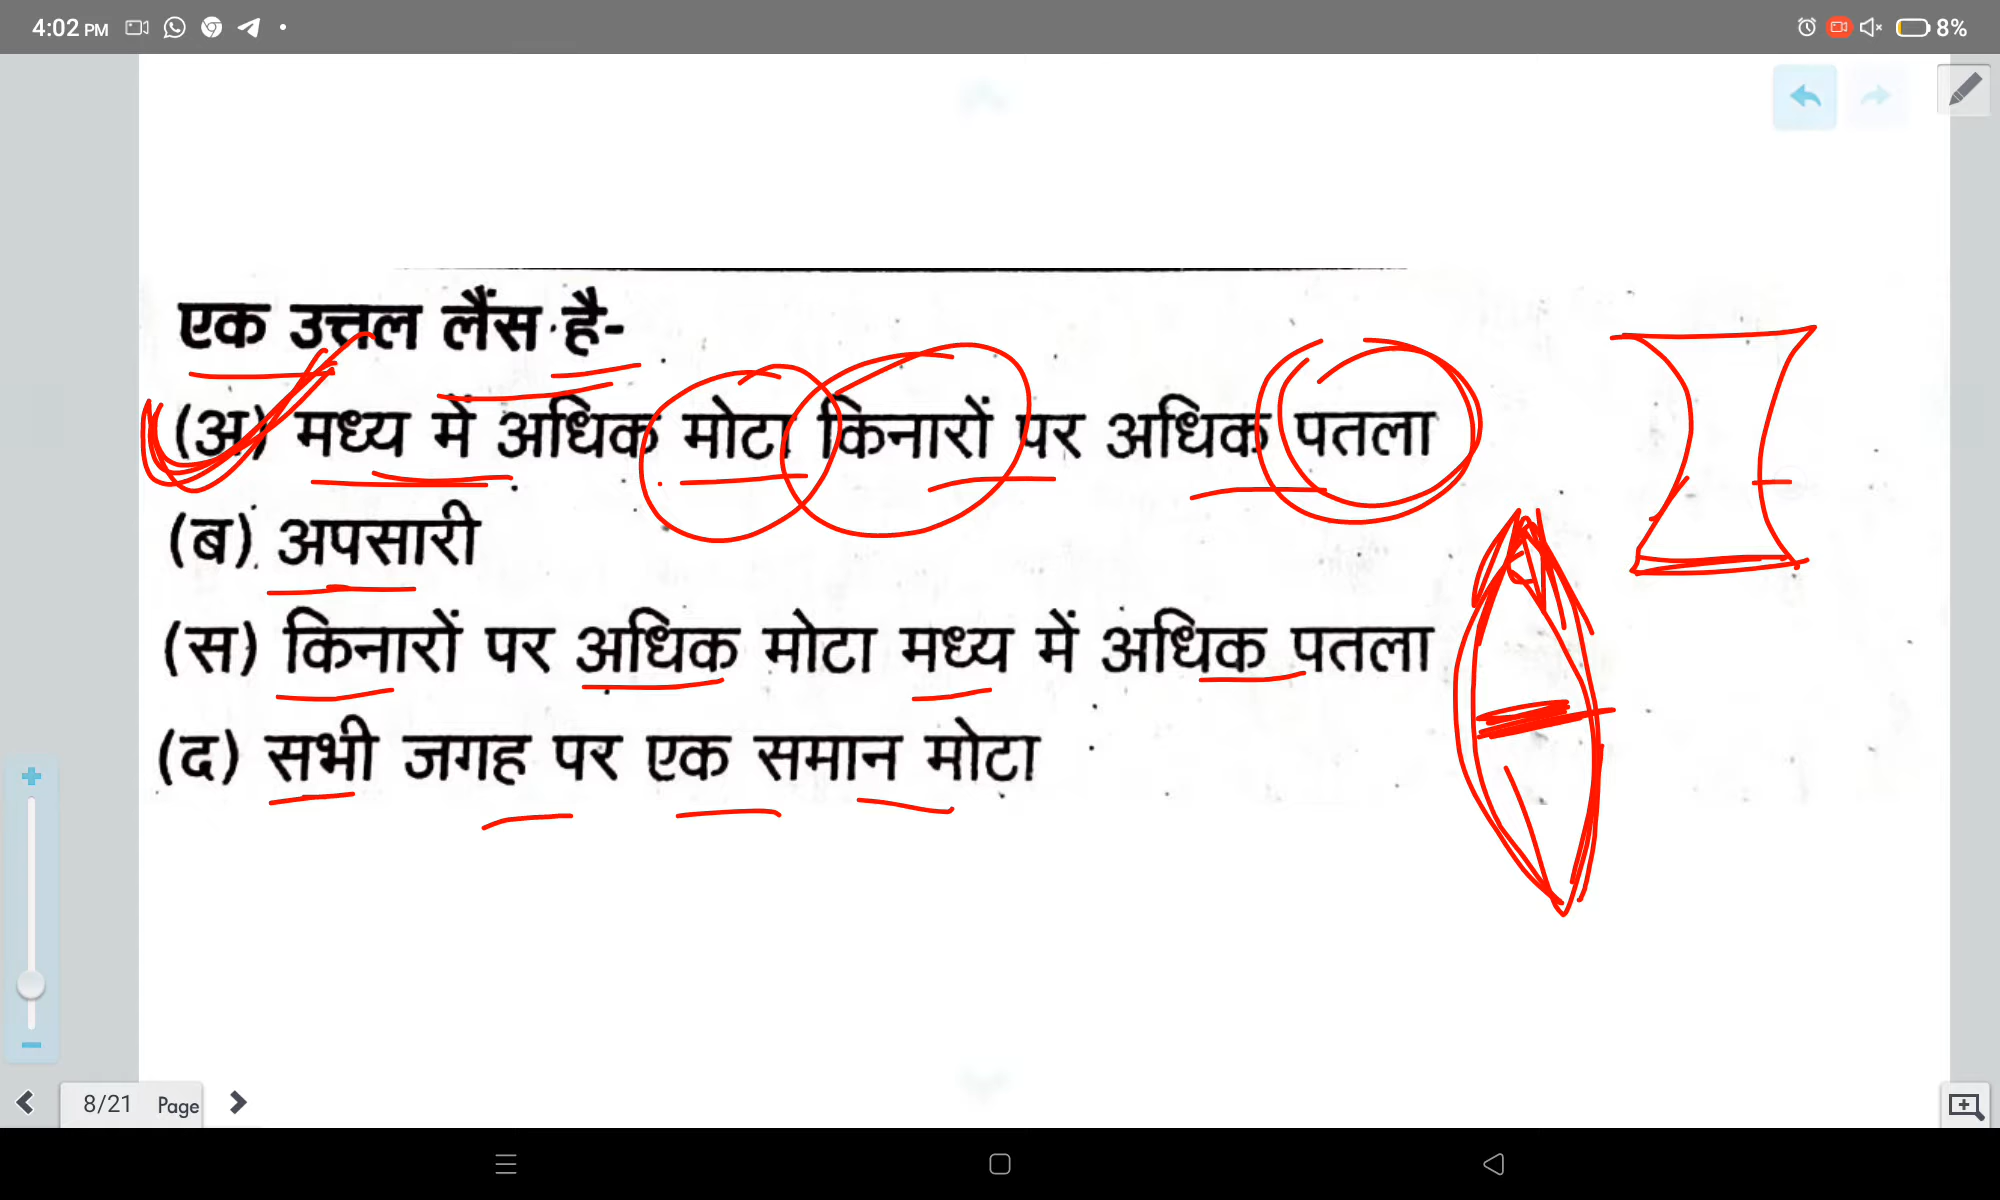 4:02 PM
8%
एक उत्तल लैंस है-
(अ) मध्य में अधिक मोटा किनारों पर अधिक पतला
(ब) अपसारी
(स) किनारों पर अधिक मोटा मध्य में अधिक पतला
(द) सभी जगह पर एक समान मोटा
8/21 Page